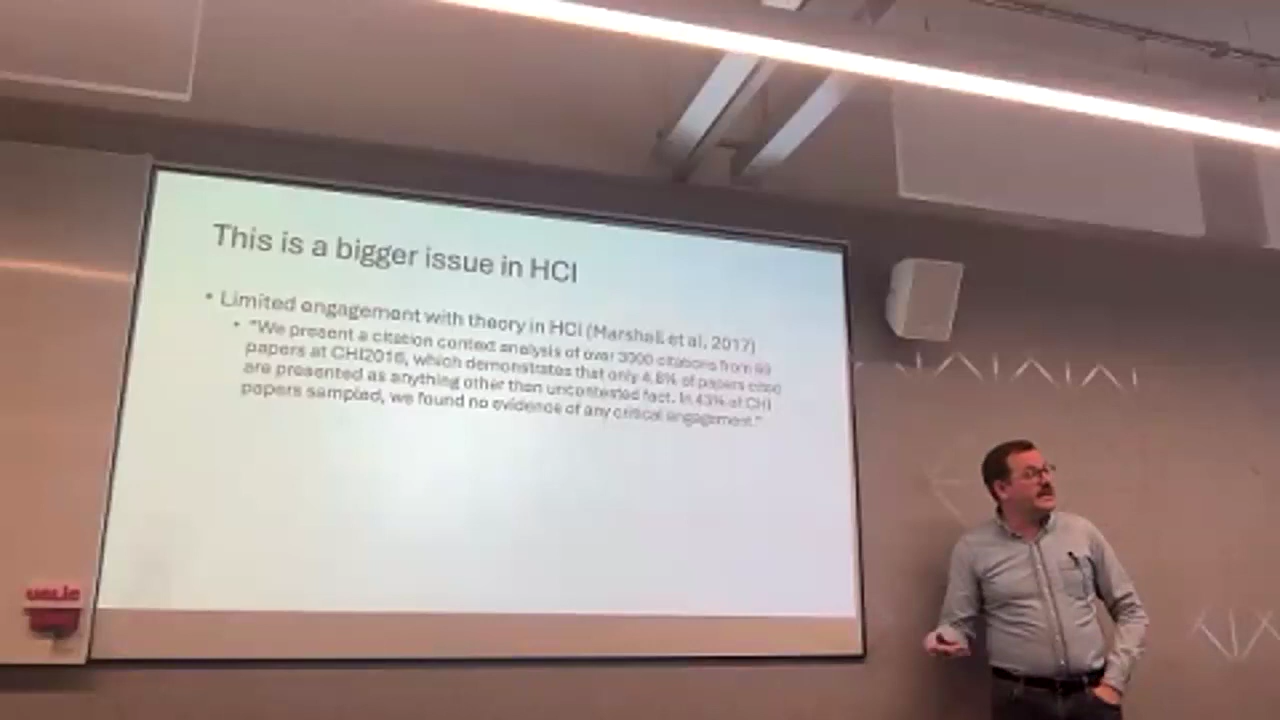 This is a bigger issue in HCI
• Limited engagement with theory in HCI (Marshall et al, 2017)
• "We present a citation context analysis of over 3000 citations from 69
papers at CHI2016, which demonstrates that only 4.8% of papers cited
are presented as anything other than uncontested fact. In 43% of CHI
papers sampled, we found no evidence of any critical engagement."